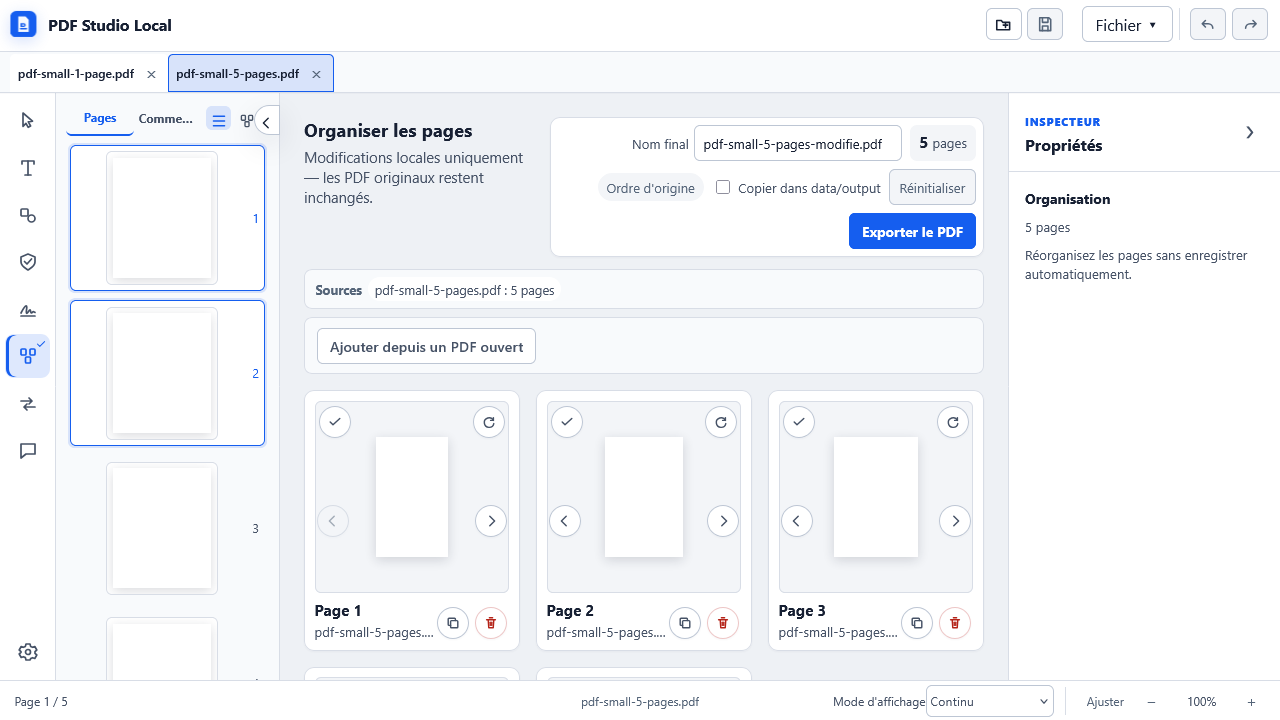 PDF Studio Local
Fichier ▾
pdf-small-1-page.pdf ✕
pdf-small-5-pages.pdf ✕
Pages
Comme...
1
2
3
Organiser les pages
Modifications locales uniquement
— les PDF originaux restent
inchangés.
Nom final
pdf-small-5-pages-modifie.pdf
5 pages
Ordre d'origine
Copier dans data/output
Réinitialiser
Exporter le PDF
Sources
pdf-small-5-pages.pdf : 5 pages
Ajouter depuis un PDF ouvert
Page 1
pdf-small-5-pages....
Page 2
pdf-small-5-pages....
Page 3
pdf-small-5-pages....
INSPECTEUR
Propriétés
Organisation
5 pages
Réorganisez les pages sans enregistrer
automatiquement.
Page 1 / 5
pdf-small-5-pages.pdf
Mode d'affichage
Continu
Ajuster
−
100%
+